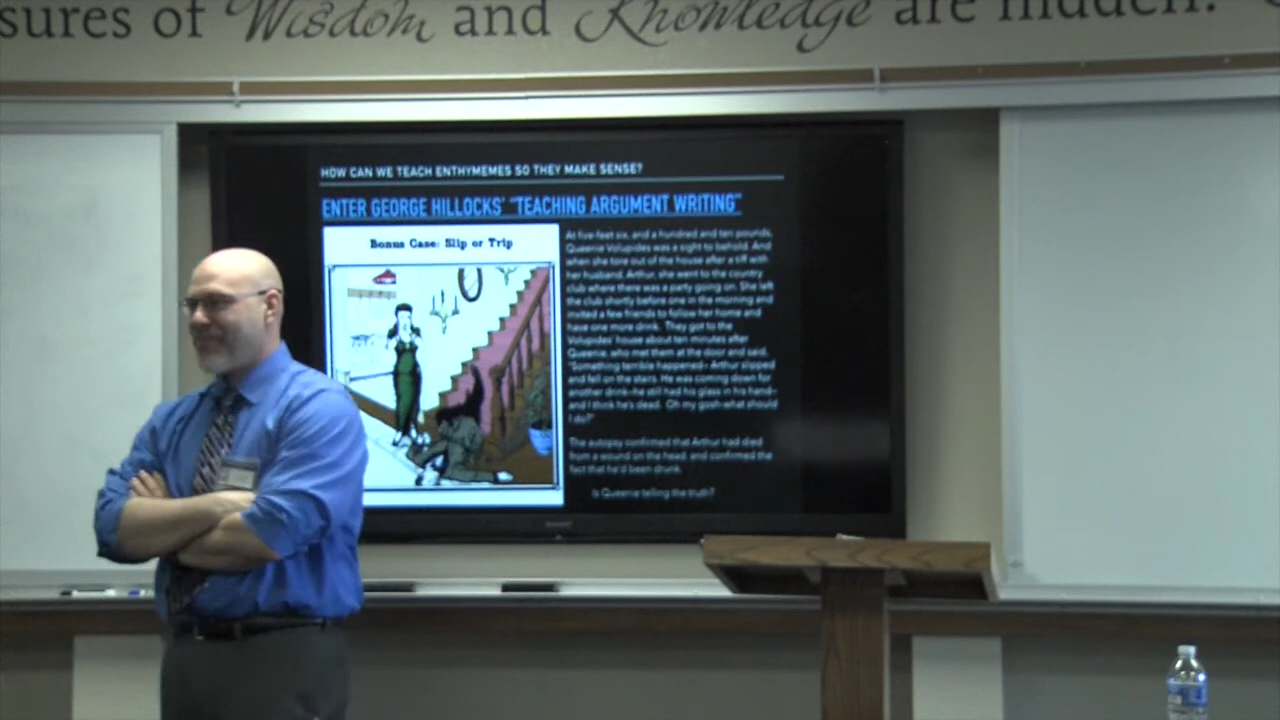 sures of Wisdom and Knowledge are hidden.
HOW CAN WE TEACH ENTHYMEMES SO THEY MAKE SENSE?
ENTER GEORGE HILLOCKS' "TEACHING ARGUMENT WRITING"
Bonus Case: Slip or Trip
At five-feet six, and a hundred and ten pounds,
Queenie Volupides was a sight to behold. And
when she tore out of the house after a tiff with
her husband, Arthur, she went to the country
club where there was a party going on. She left
the club shortly before one in the morning and
invited a few friends to follow her home and
have one more drink. They got to the
Volupides' house about ten minutes after
Queenie, who met them at the door and said,
"Something terrible happened- Arthur slipped
and fell on the stairs. He was coming down for
another drink-he still had his glass in his hand-
and I think he's dead. Oh my gosh-what should
I do?"
The autopsy confirmed that Arthur had died
from a wound on the head and confirmed the
fact that he'd been drunk.
Is Queenie telling the truth?